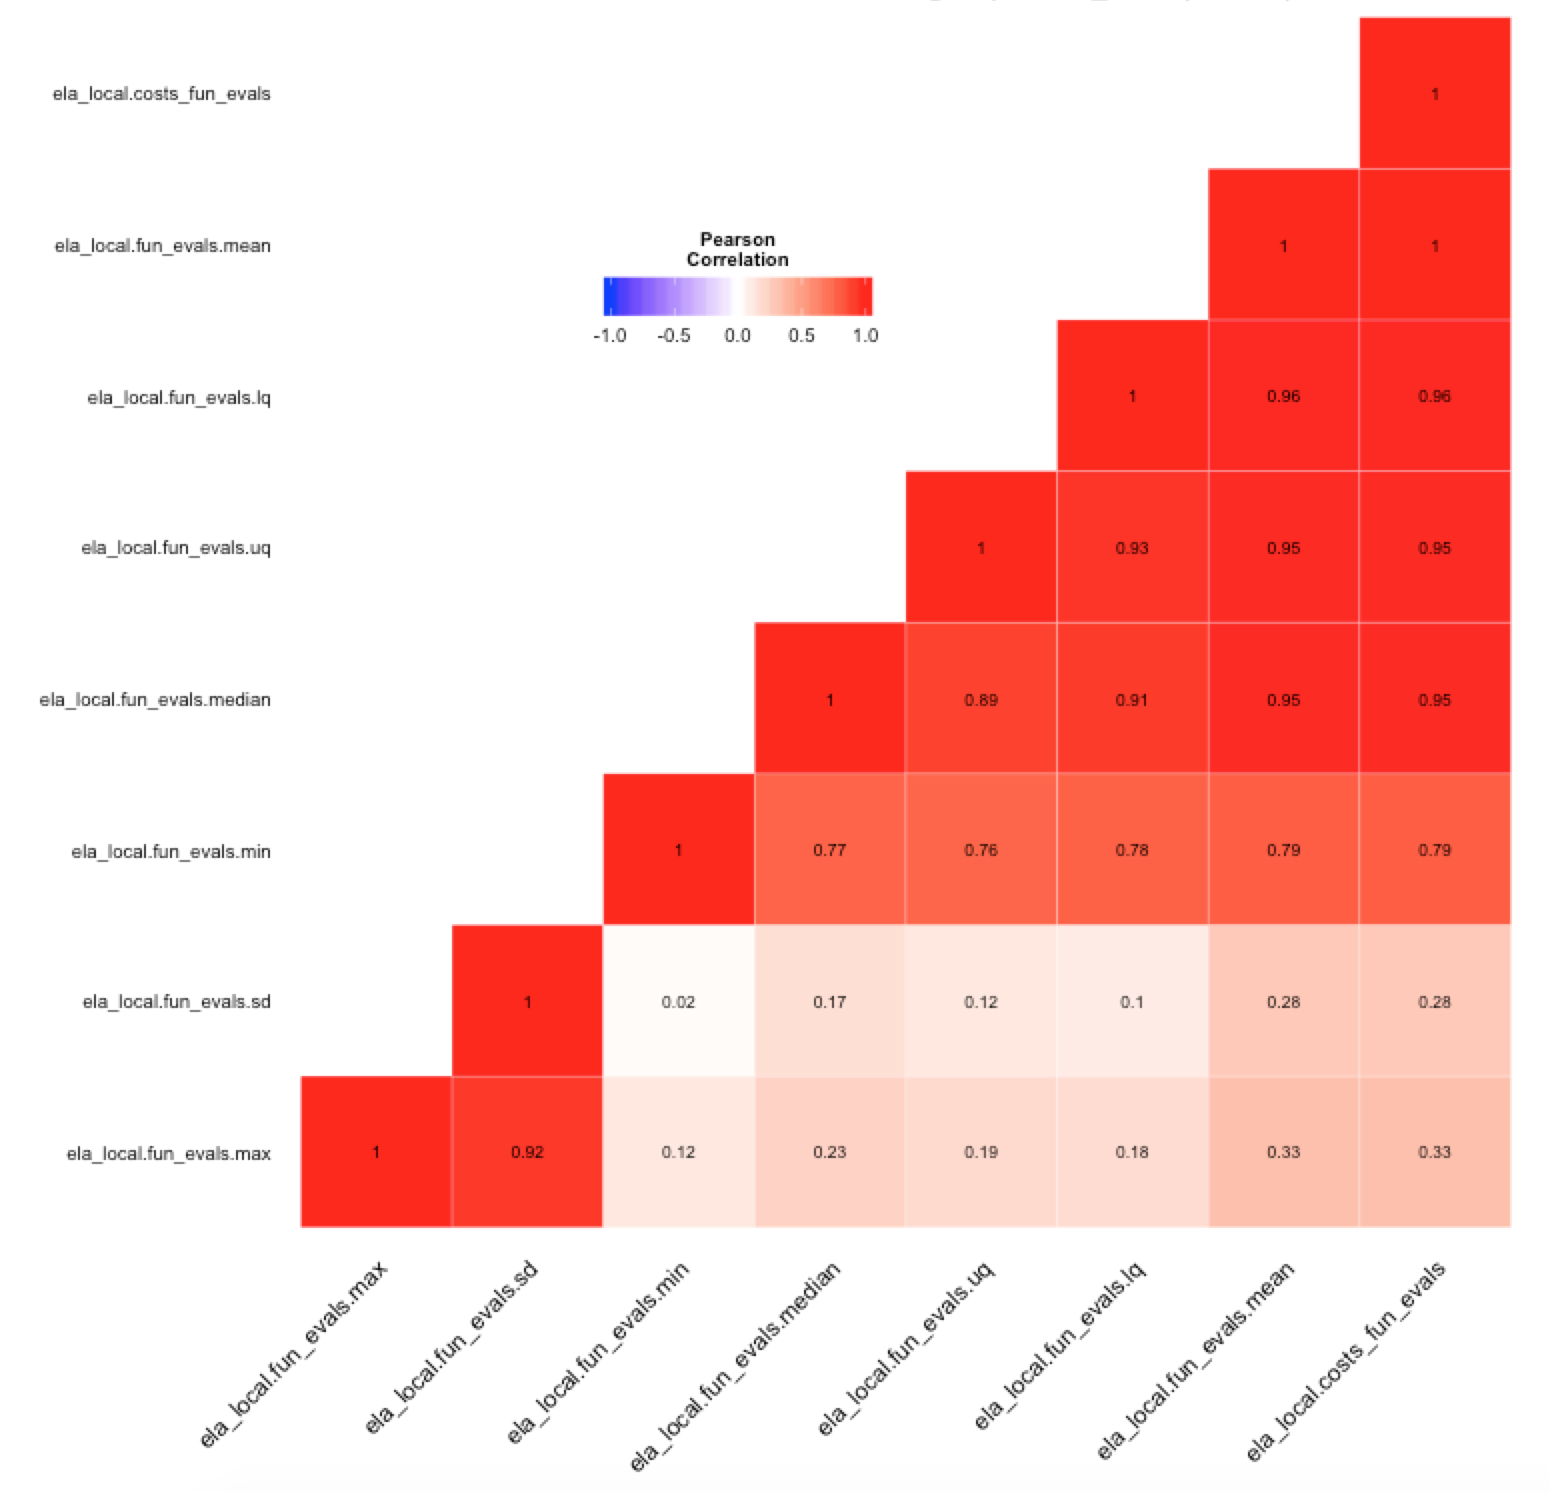 ela_local.costs_fun_evals
1
ela_local.fun_evals.mean
1 1
Pearson
Correlation
-1.0 -0.5 0.0 0.5 1.0
ela_local.fun_evals.lq
1 0.96 0.96
ela_local.fun_evals.uq
1 0.93 0.95 0.95
ela_local.fun_evals.median
1 0.89 0.91 0.95 0.95
ela_local.fun_evals.min
1 0.77 0.76 0.78 0.79 0.79
ela_local.fun_evals.sd
1 0.02 0.17 0.12 0.1 0.28 0.28
ela_local.fun_evals.max
1 0.92 0.12 0.23 0.19 0.18 0.33 0.33
ela_local.fun_evals.max
ela_local.fun_evals.sd
ela_local.fun_evals.min
ela_local.fun_evals.median
ela_local.fun_evals.uq
ela_local.fun_evals.lq
ela_local.fun_evals.mean
ela_local.costs_fun_evals